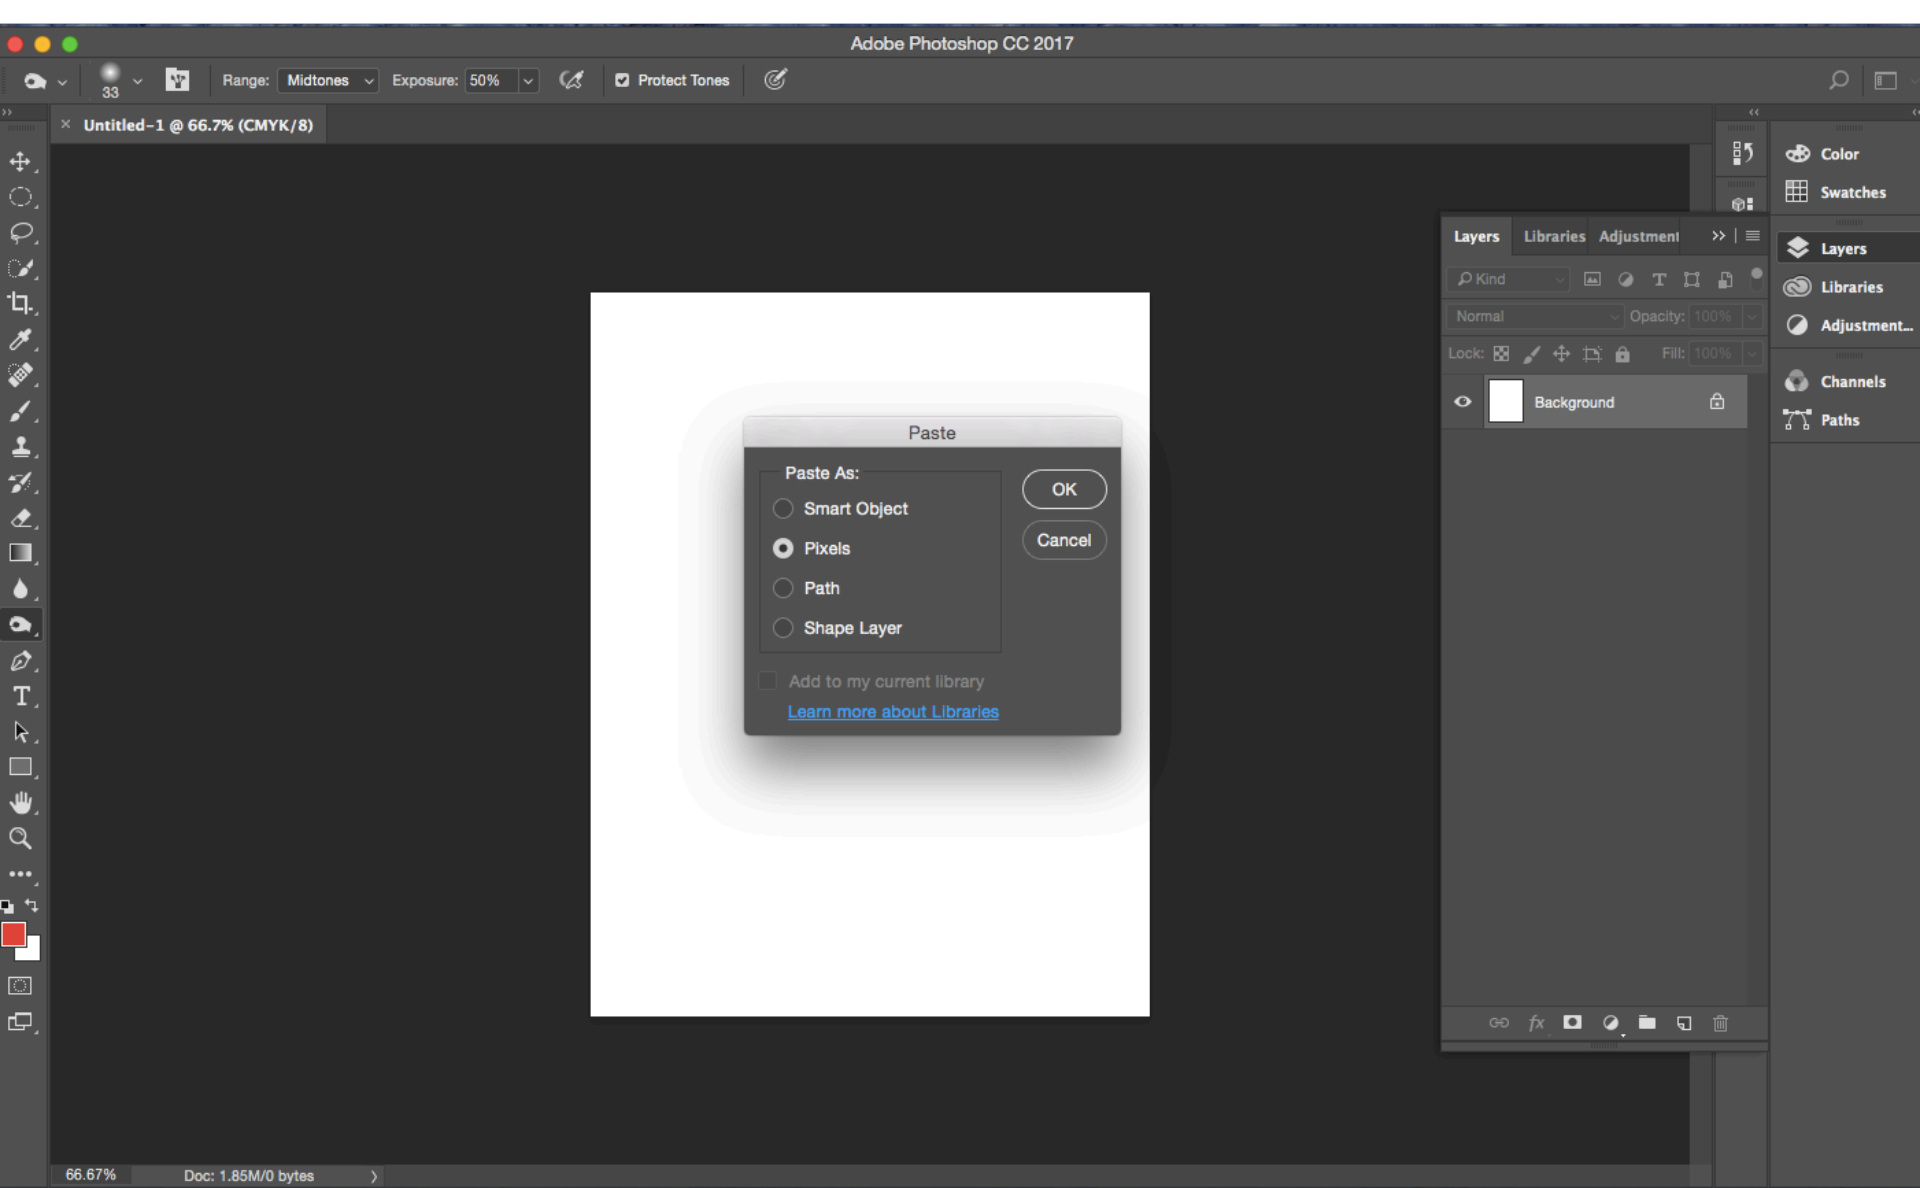 Adobe Photoshop CC 2017
33
Range: Midtones Exposure: 50% Protect Tones
× Untitled-1 @ 66.7% (CMYK/8)
Color
Swatches
Layers Libraries Adjustment
Kind
Normal Opacity: 100%
Lock: Fill: 100%
Background
Layers
Libraries
Adjustment...
Channels
Paths
Paste
Paste As:
Smart Object
Pixels
Path
Shape Layer
OK
Cancel
Add to my current library
Learn more about Libraries
66.67% Doc: 1.85M/0 bytes